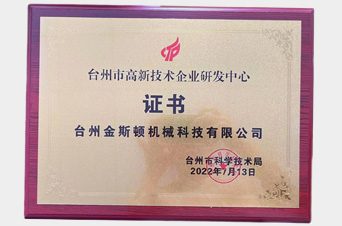 台州市高新技术企业研发中心
证书
台州金斯顿机械科技有限公司
台州市科学技术局
2022年7月13日